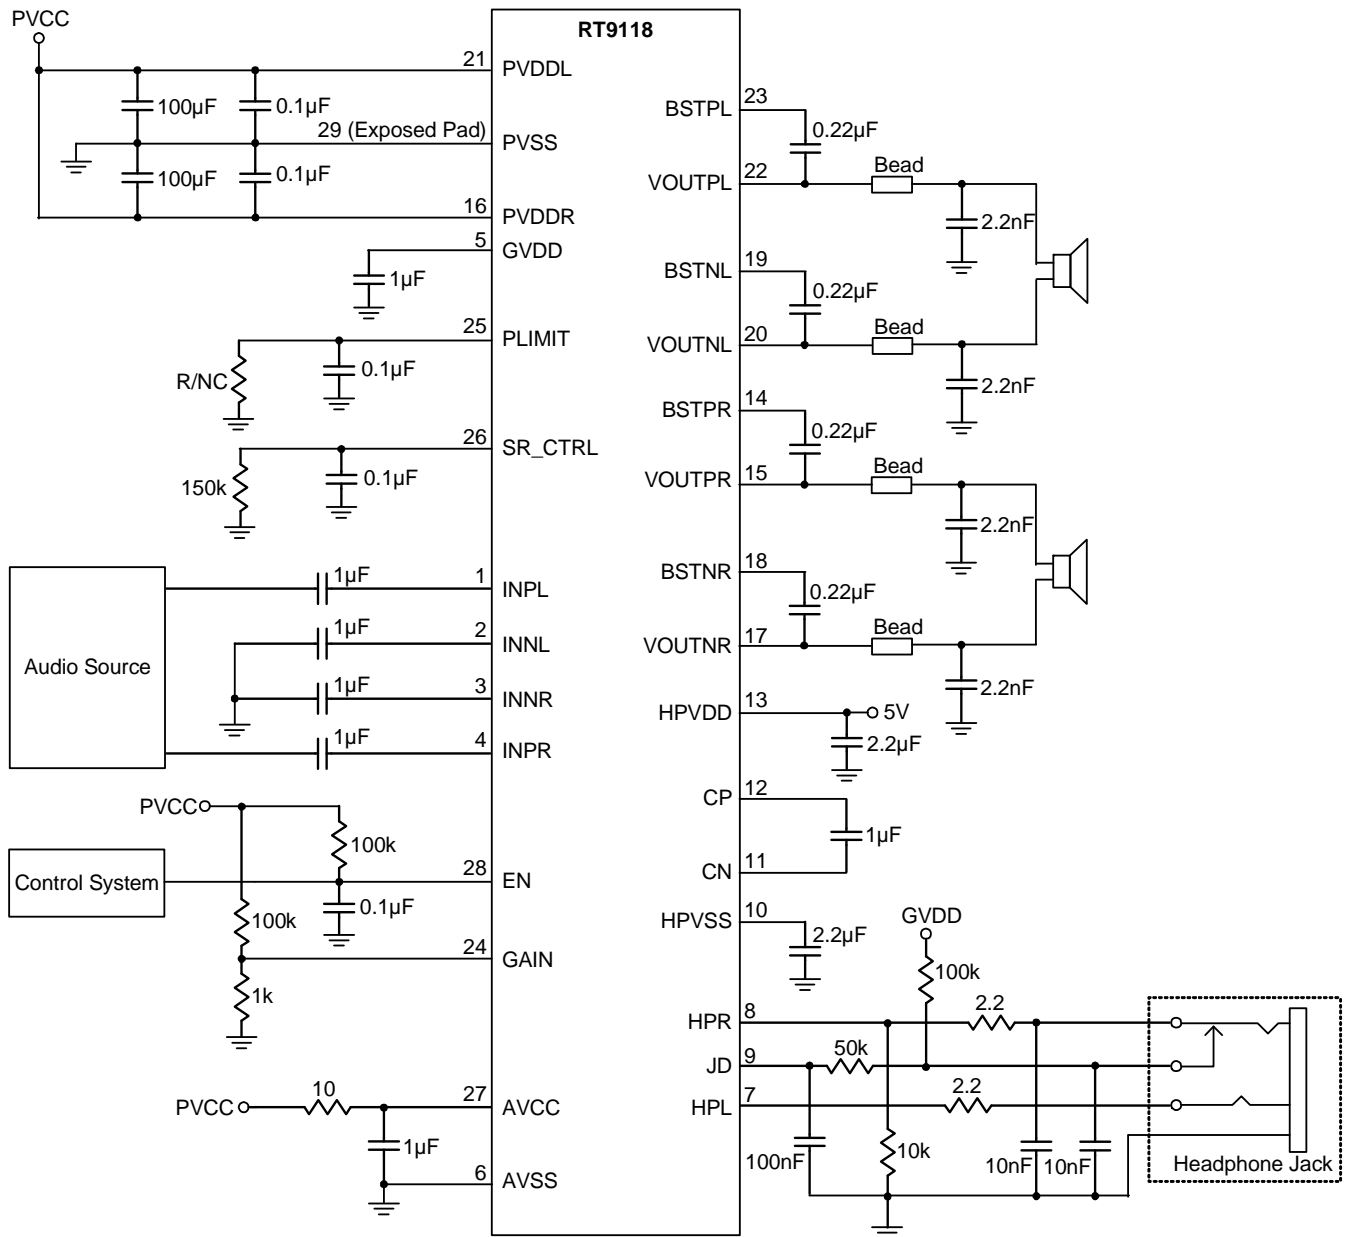 PVCC
RT9118
21
PVDDL
100µF
0.1µF
29 (Exposed Pad)
PVSS
100µF
0.1µF
16
PVDDR
5
GVDD
1µF
25
PLIMIT
R/NC
0.1µF
26
SR_CTRL
150k
0.1µF
Audio Source
1µF
1
INPL
1µF
2
INNL
1µF
3
INNR
1µF
4
INPR
PVCC
100k
Control System
28
EN
0.1µF
100k
24
GAIN
1k
PVCC
10
27
AVCC
1µF
6
AVSS
BSTPL
23
0.22µF
VOUTPL
22
Bead
2.2nF
BSTNL
19
0.22µF
VOUTNL
20
Bead
2.2nF
BSTPR
14
0.22µF
VOUTPR
15
Bead
2.2nF
BSTNR
18
0.22µF
VOUTNR
17
Bead
2.2nF
HPVDD
13
5V
2.2µF
CP
12
1µF
CN
11
HPVSS
10
2.2µF
GVDD
100k
HPR
8
2.2
JD
9
50k
HPL
7
2.2
100nF
10k
10nF
10nF
Headphone Jack